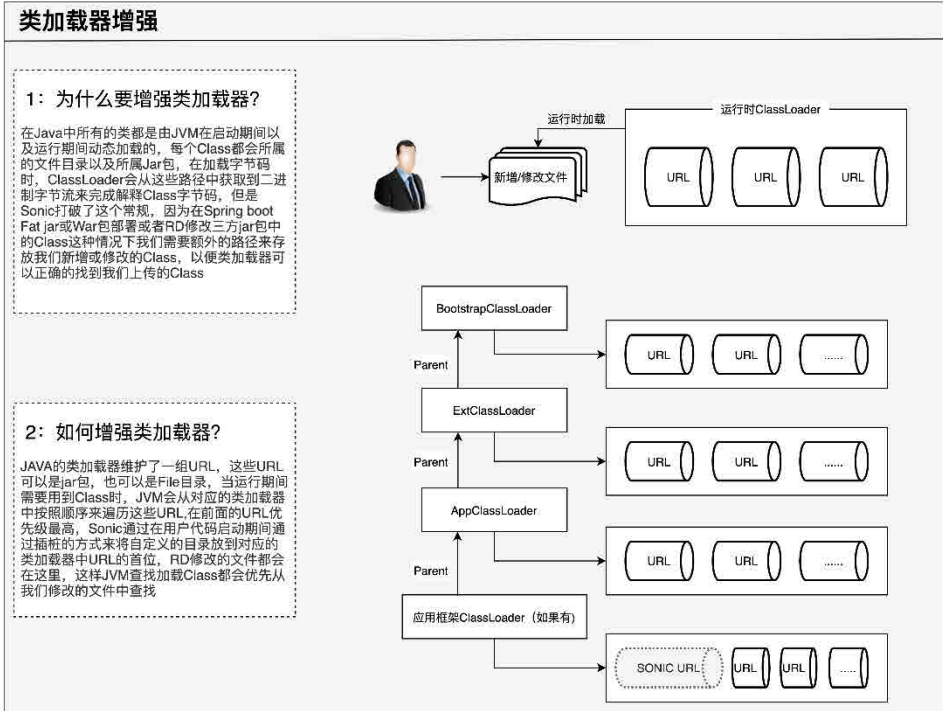 类加载器增强
1：为什么要增强类加载器？
在Java中所有的类都是由JVM在启动期间以
及运行期间动态加载的，每个Class都会所属
的文件目录以及所属Jar包，在加载字节码
时，ClassLoader会从这些路径中获取到二进
制字节流来完成解释Class字节码，但是
Sonic打破了这个常规，因为在Spring boot
Fat jar或War包部署或者RD修改三方jar包中
的Class这种情况下我们需要额外的路径来存
放我们新增或修改的Class，以便类加载器可
以正确的找到我们上传的Class
运行时加载
新增/修改文件
运行时ClassLoader
URL
URL
URL
2：如何增强类加载器？
JAVA的类加载器维护了一组URL，这些URL
可以是jar包，也可以是File目录，当运行期间
需要用到Class时，JVM会从对应的类加载器
中按照顺序来遍历这些URL,在前面的URL优
先级最高，Sonic通过在用户代码启动期间通
过插桩的方式来将自定义的目录放到对应的
类加载器中URL的首位，RD修改的文件都会
在这里，这样JVM查找加载Class都会优先从
我们修改的文件中查找
BootstrapClassLoader
URL
URL
......
Parent
ExtClassLoader
URL
URL
......
Parent
AppClassLoader
URL
URL
......
Parent
应用框架ClassLoader（如果有)
SONIC URL
URL
URL
......